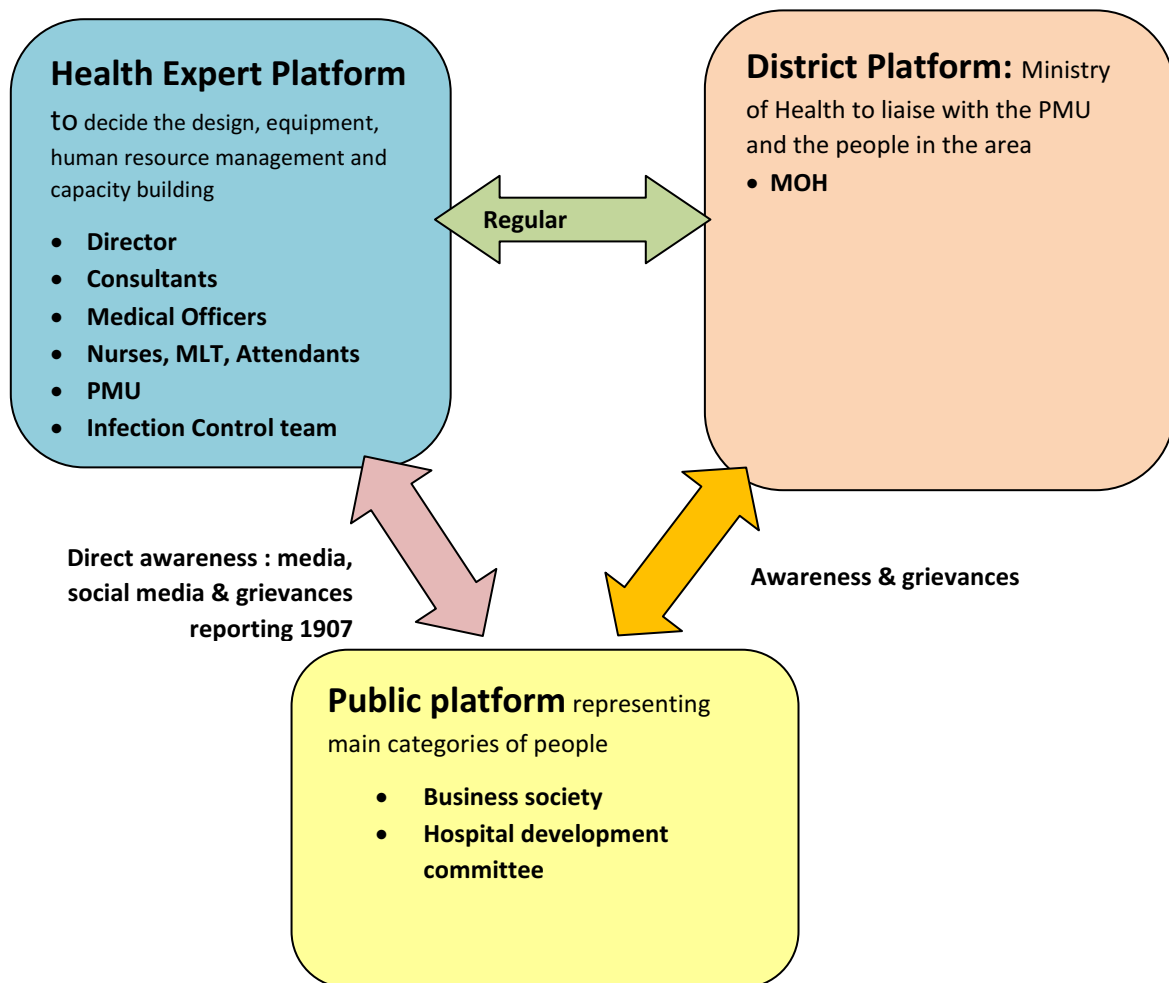 Health Expert Platform
to decide the design, equipment,
human resource management and
capacity building
• Director
• Consultants
• Medical Officers
• Nurses, MLT, Attendants
• PMU
• Infection Control team
District Platform: Ministry
of Health to liaise with the PMU
and the people in the area
• MOH
Regular
Direct awareness : media,
social media & grievances
reporting 1907
Awareness & grievances
Public platform representing
main categories of people
• Business society
• Hospital development
committee